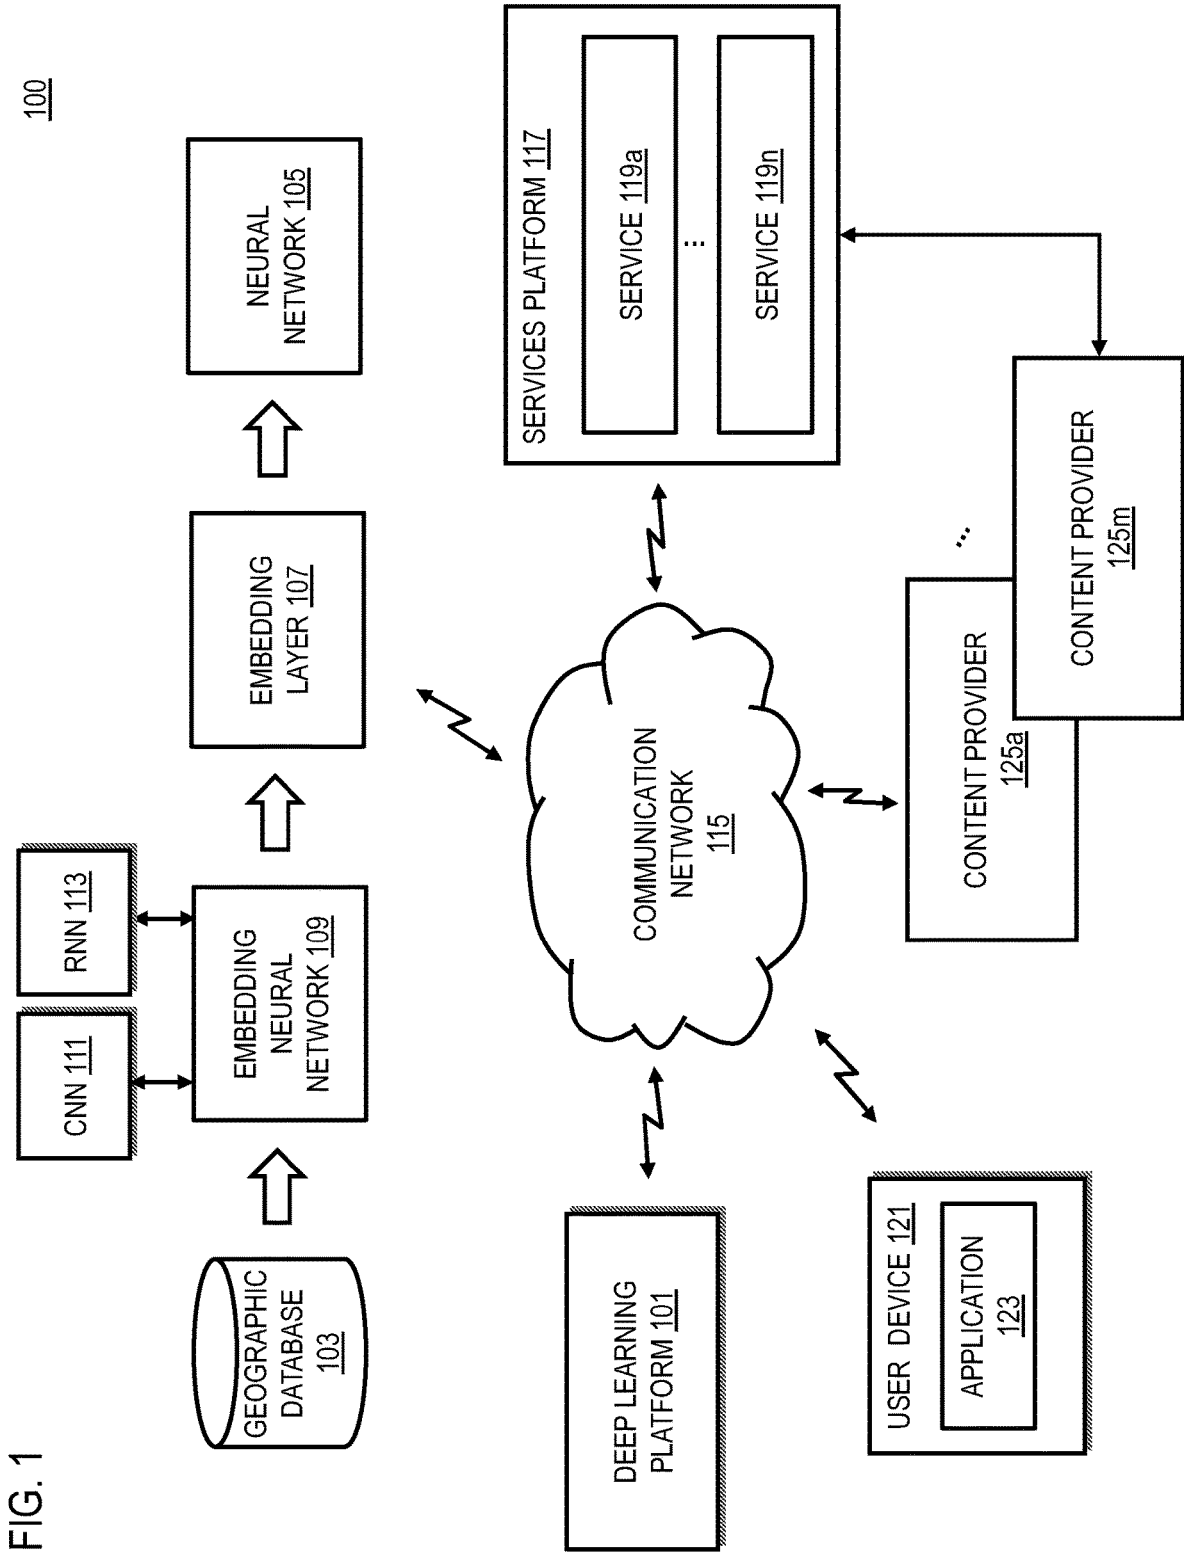 FIG. 1
100
CNN 111
RNN 113
GEOGRAPHIC
DATABASE
103
EMBEDDING
NEURAL
NETWORK 109
EMBEDDING
LAYER 107
NEURAL
NETWORK 105
DEEP LEARNING
PLATFORM 101
COMMUNICATION
NETWORK
115
SERVICES PLATFORM 117
SERVICE 119a
...
SERVICE 119n
USER DEVICE 121
APPLICATION
123
CONTENT PROVIDER
125a
...
CONTENT PROVIDER
125m